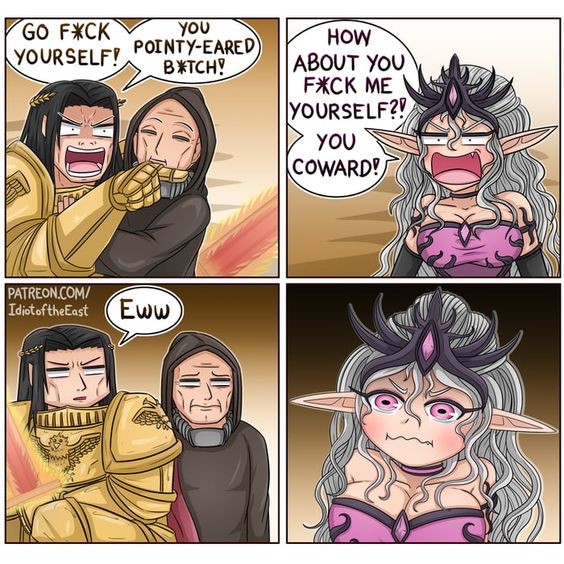 GO F*CK
YOURSELF!
YOU
POINTY-EARED
B*TCH!
HOW
ABOUT YOU
F*CK ME
YOURSELF?!
YOU
COWARD!
PATREON.COM/
IdiotoftheEast
Eww